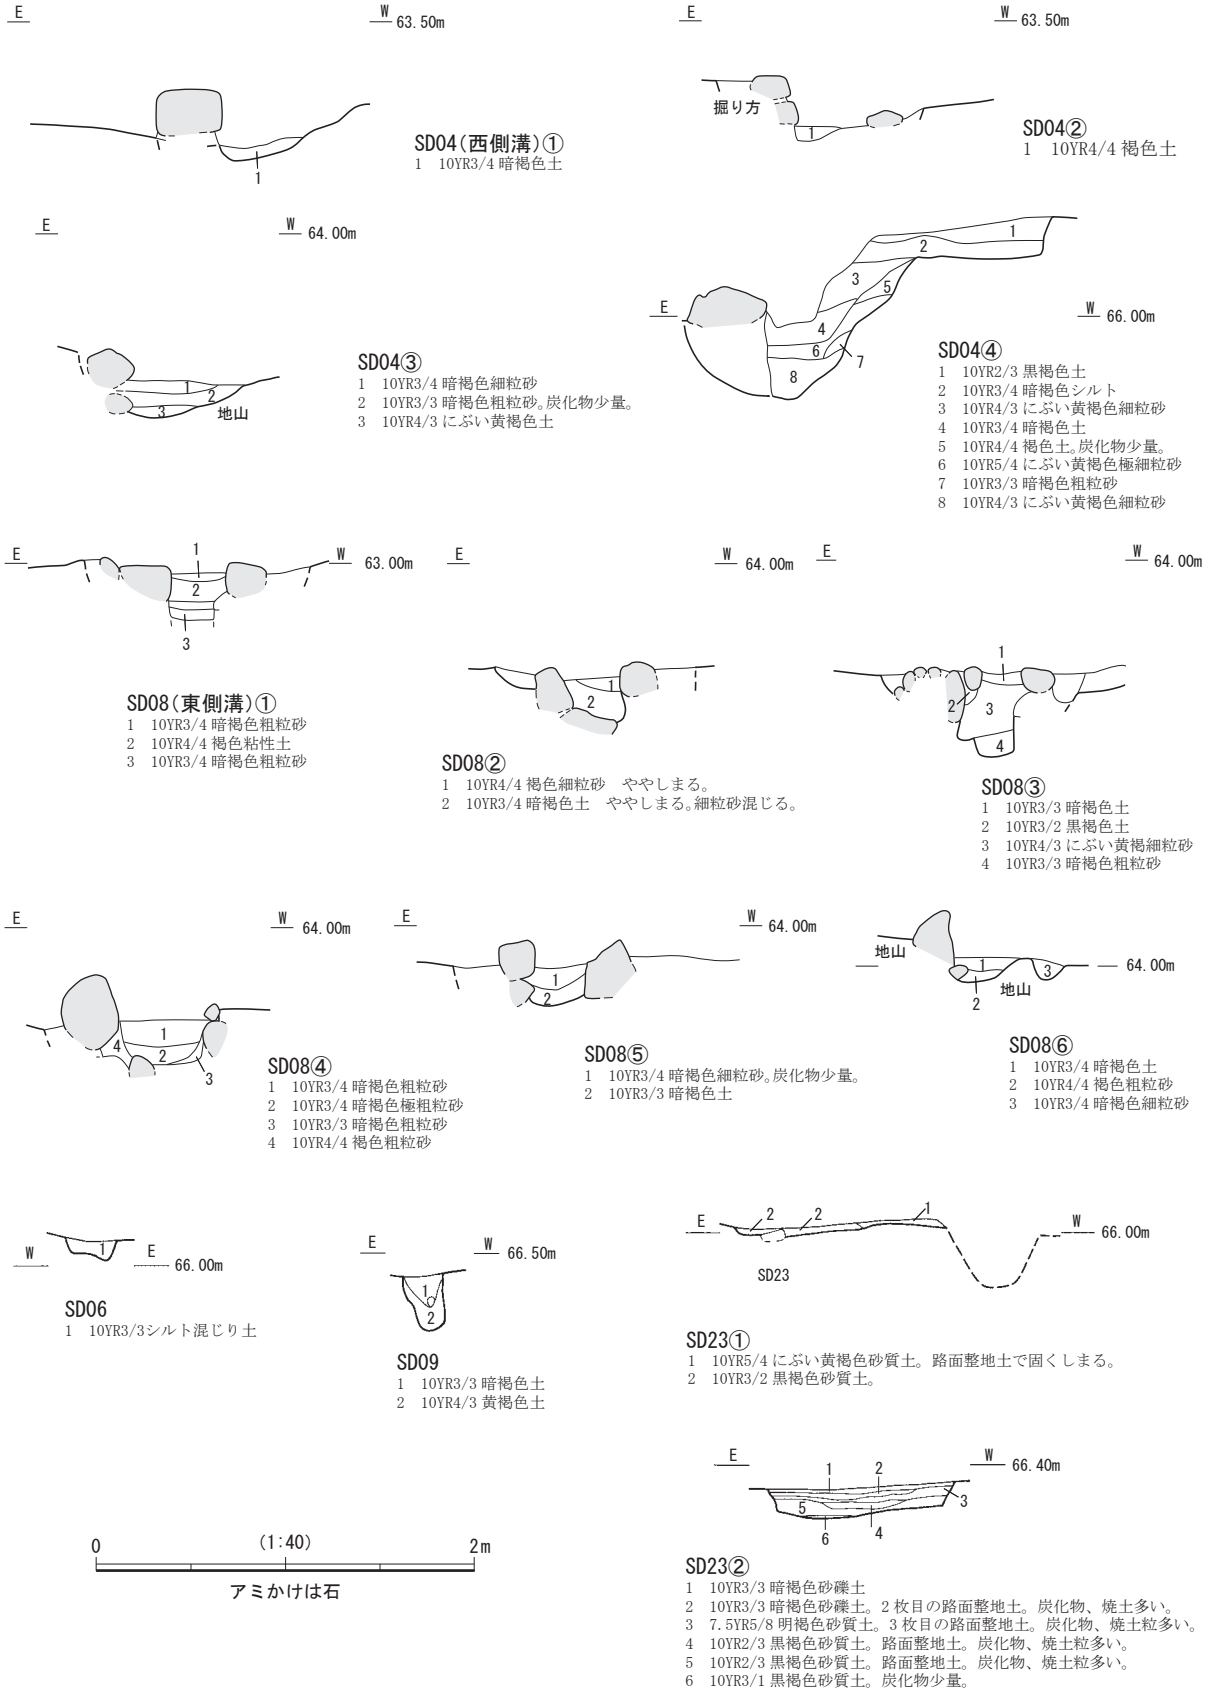 E W 63.50m
1
SD04（西側溝）①
1 10YR3/4 暗褐色土
E W 63.50m
掘り方
1
SD04②
1 10YR4/4 褐色土
E W 64.00m
1
2
3
地山
SD04③
1 10YR3/4 暗褐色細粒砂
2 10YR3/3 暗褐色粗粒砂。炭化物少量。
3 10YR4/3 にぶい黄褐色土
1
2
3
5
E W 66.00m
4
6
7
8
SD04④
1 10YR2/3 黒褐色土
2 10YR3/4 暗褐色シルト
3 10YR4/3 にぶい黄褐色細粒砂
4 10YR3/4 暗褐色土
5 10YR4/4 褐色土。炭化物少量。
6 10YR5/4 にぶい黄褐色極細粒砂
7 10YR3/3 暗褐色粗粒砂
8 10YR4/3 にぶい黄褐色細粒砂
E W 63.00m
1
2
3
SD08（東側溝）①
1 10YR3/4 暗褐色粗粒砂
2 10YR4/4 褐色粘性土
3 10YR3/4 暗褐色粗粒砂
E W 64.00m
1
2
SD08②
1 10YR4/4 褐色細粒砂 ややしまる。
2 10YR3/4 暗褐色土 ややしまる。細粒砂混じる。
E W 64.00m
1
2
3
4
SD08③
1 10YR3/3 暗褐色土
2 10YR3/2 黒褐色土
3 10YR4/3 にぶい黄褐細粒砂
4 10YR3/3 暗褐色粗粒砂
E W 64.00m
1
4
2
3
SD08④
1 10YR3/4 暗褐色粗粒砂
2 10YR3/4 暗褐色極粗粒砂
3 10YR3/3 暗褐色粗粒砂
4 10YR4/4 褐色粗粒砂
E W 64.00m
1
2
SD08⑤
1 10YR3/4 暗褐色細粒砂。炭化物少量。
2 10YR3/3 暗褐色土
地山
64.00m
1
3
地山
2
SD08⑥
1 10YR3/4 暗褐色土
2 10YR4/4 褐色粗粒砂
3 10YR3/4 暗褐色細粒砂
1
W E 66.00m
SD06
1 10YR3/3シルト混じり土
E W 66.50m
1
2
SD09
1 10YR3/3 暗褐色土
2 10YR4/3 黄褐色土
2 2 1
E W 66.00m
SD23
SD23①
1 10YR5/4 にぶい黄褐色砂質土。路面整地土で固くしまる。
2 10YR3/2 黒褐色砂質土。
E W 66.40m
1 2
3
5
6 4
SD23②
1 10YR3/3 暗褐色砂礫土
2 10YR3/3 暗褐色砂礫土。2枚目の路面整地土。炭化物、焼土多い。
3 7.5YR5/8 明褐色砂質土。3枚目の路面整地土。炭化物、焼土粒多い。
4 10YR2/3 黒褐色砂質土。路面整地土。炭化物、焼土粒多い。
5 10YR2/3 黒褐色砂質土。路面整地土。炭化物、焼土粒多い。
6 10YR3/1 黒褐色砂質土。炭化物少量。
0 (1:40) 2m
アミかけは石